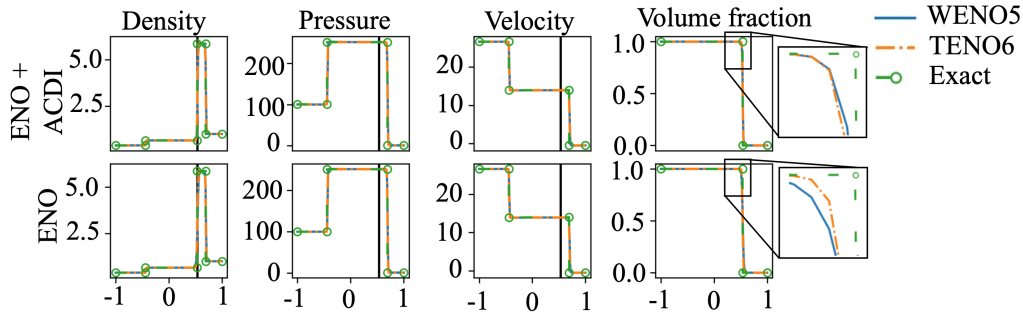 Density Pressure Velocity Volume fraction
WENO5
TENO6
Exact
ENO +
ACDI
5.0
2.5
200
100
0
20
10
0
1.0
0.5
0.0
ENO
5.0
2.5
200
100
0
20
10
0
1.0
0.5
0.0
-1 0 1 -1 0 1 -1 0 1 -1 0 1